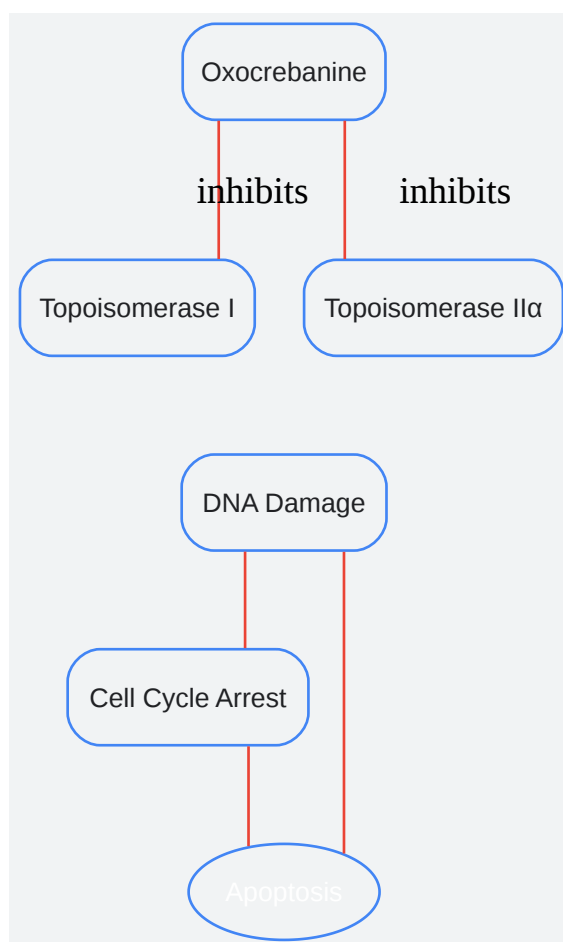 Oxocrebanine
inhibits inhibits
Topoisomerase I Topoisomerase IIα
DNA Damage
Cell Cycle Arrest
Apoptosis